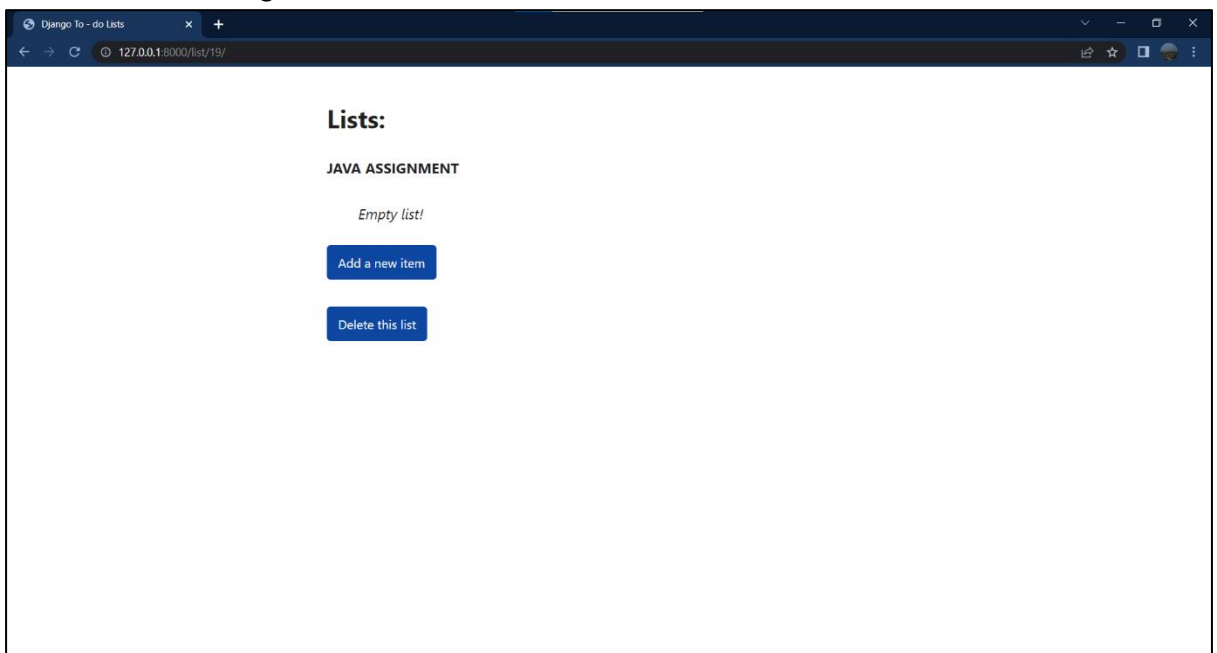 Django To - do Lists
127.0.0.1:8000/list/19/
Lists:
JAVA ASSIGNMENT
Empty list!
Add a new item
Delete this list